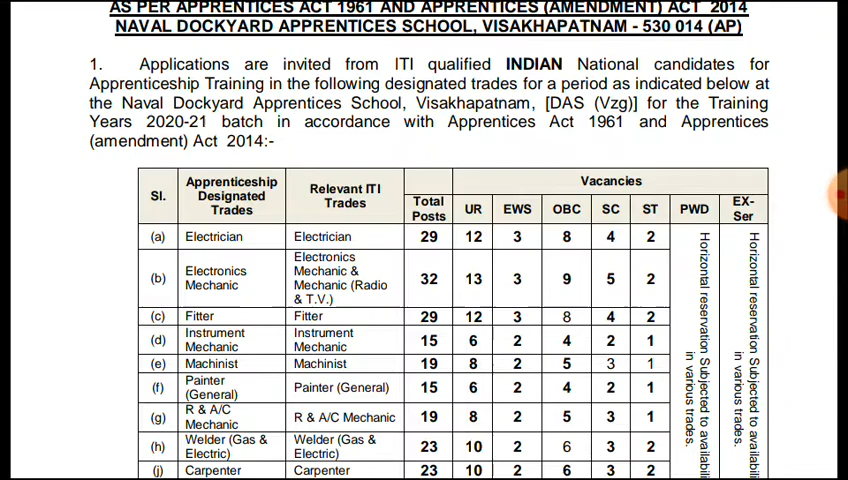 AS PER APPRENTICES ACT 1961 AND APPRENTICES (AMENDMENT) ACT 2014
NAVAL DOCKYARD APPRENTICES SCHOOL, VISAKHAPATNAM - 530 014 (AP)
1. Applications are invited from ITI qualified INDIAN National candidates for
Apprenticeship Training in the following designated trades for a period as indicated below at
the Naval Dockyard Apprentices School, Visakhapatnam, [DAS (Vzg)] for the Training
Years 2020-21 batch in accordance with Apprentices Act 1961 and Apprentices
(amendment) Act 2014:-
Sl. Apprenticeship Designated Trades Relevant ITI Trades Total Posts Vacancies
UR EWS OBC SC ST PWD EX-Ser
(a) Electrician Electrician 29 12 3 8 4 2
(b) Electronics Mechanic Electronics Mechanic & Mechanic (Radio & T.V.) 32 13 3 9 5 2
(c) Fitter Fitter 29 12 3 8 4 2
(d) Instrument Mechanic Instrument Mechanic 15 6 2 4 2 1
(e) Machinist Machinist 19 8 2 5 3 1
(f) Painter (General) Painter (General) 15 6 2 4 2 1
(g) R & A/C Mechanic R & A/C Mechanic 19 8 2 5 3 1
(h) Welder (Gas & Electric) Welder (Gas & Electric) 23 10 2 6 3 2
(j) Carpenter Carpenter 23 10 2 6 3 2
Horizontal reservation Subjected to availabili
in various trades.
Horizontal reservation Subjected to availabili
in various trades.